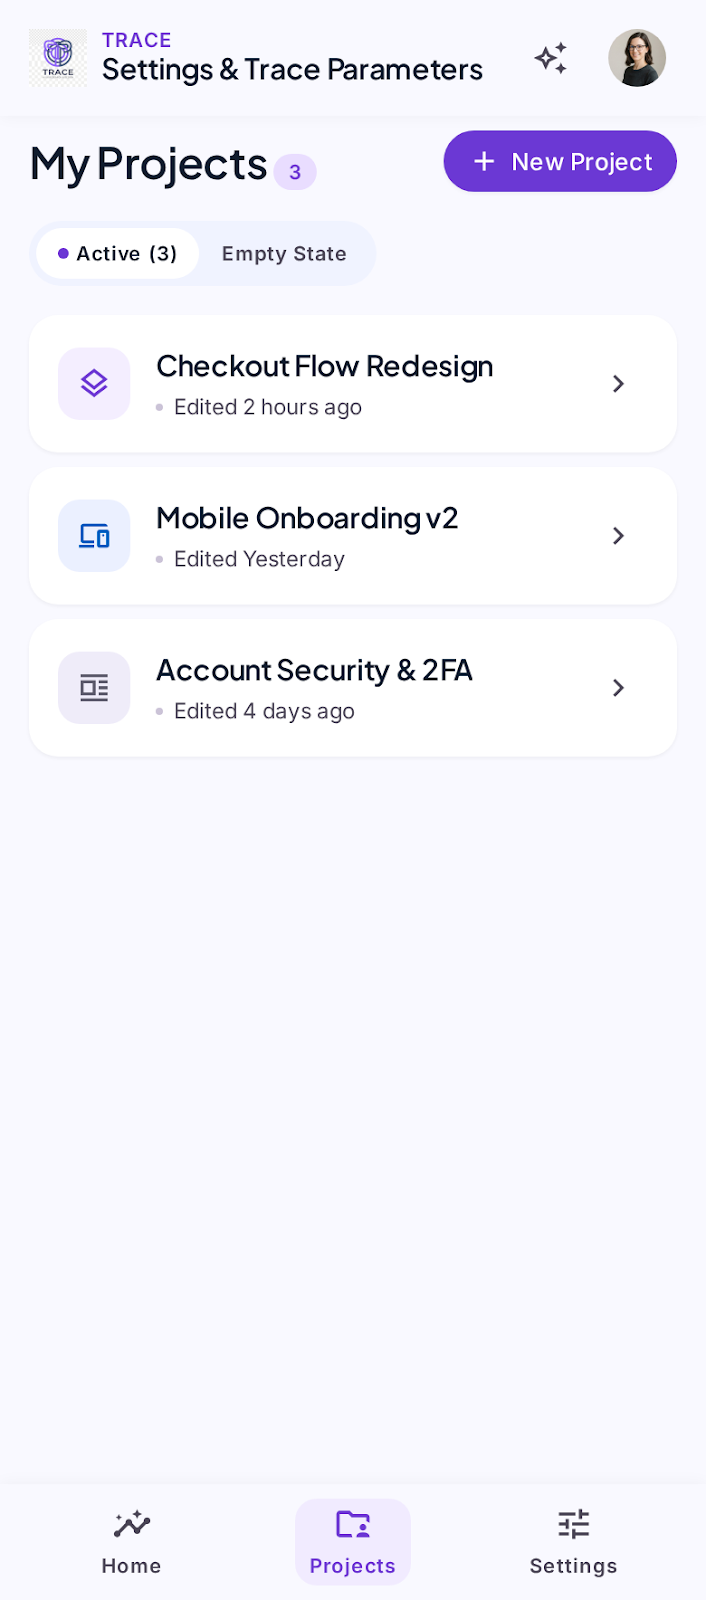 TRACE
TRACE
Settings & Trace Parameters
My Projects 3
+ New Project
Active (3)
Empty State
Checkout Flow Redesign
Edited 2 hours ago
Mobile Onboarding v2
Edited Yesterday
Account Security & 2FA
Edited 4 days ago
Home
Projects
Settings